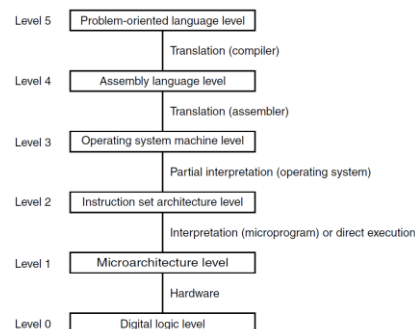 Level 5 Problem-oriented language level
Translation (compiler)
Level 4 Assembly language level
Translation (assembler)
Level 3 Operating system machine level
Partial interpretation (operating system)
Level 2 Instruction set architecture level
Interpretation (microprogram) or direct execution
Level 1 Microarchitecture level
Hardware
Level 0 Digital logic level